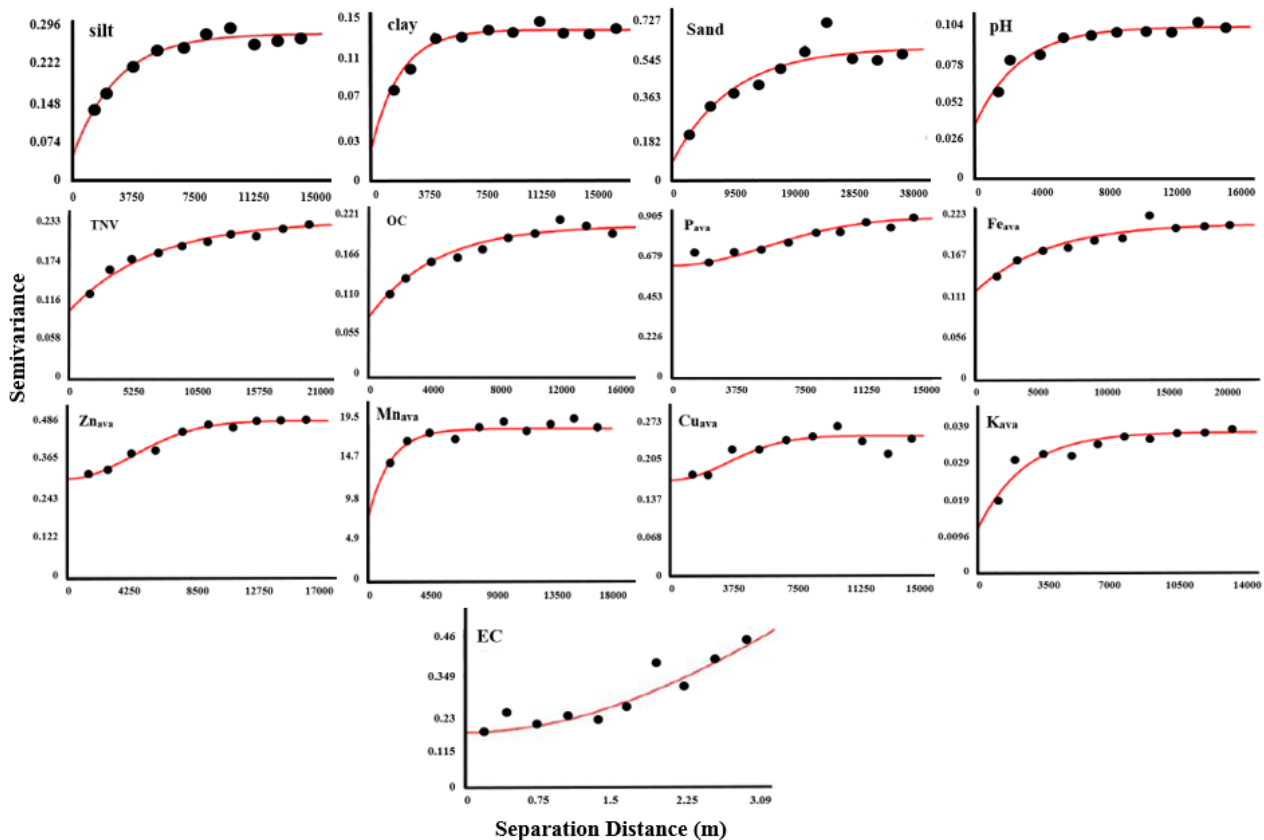 silt
0.296
0.222
0.148
0.074
0
0 3750 7500 11250 15000
clay
0.15
0.11
0.07
0.03
0
0 3750 7500 11250 15000
Sand
0.727
0.545
0.363
0.182
0
0 9500 19000 28500 38000
pH
0.104
0.078
0.052
0.026
0
0 4000 8000 12000 16000
TNV
0.233
0.174
0.116
0.058
0
0 5250 10500 15750 21000
OC
0.221
0.166
0.110
0.055
0
0 4000 8000 12000 16000
Pava
0.905
0.679
0.453
0.226
0
0 3750 7500 11250 15000
Feava
0.223
0.167
0.111
0.056
0
0 5000 10000 15000 20000
Znava
0.486
0.365
0.243
0.122
0
0 4250 8500 12750 17000
Mnava
19.5
14.7
9.8
4.9
0
0 4500 9000 13500 18000
Cuava
0.273
0.205
0.137
0.068
0
0 3750 7500 11250 15000
Kava
0.039
0.029
0.019
0.0096
0
0 3500 7000 10500 14000
EC
0.46
0.349
0.23
0.115
0
0 0.75 1.5 2.25 3.09
Semivariance
Separation Distance (m)